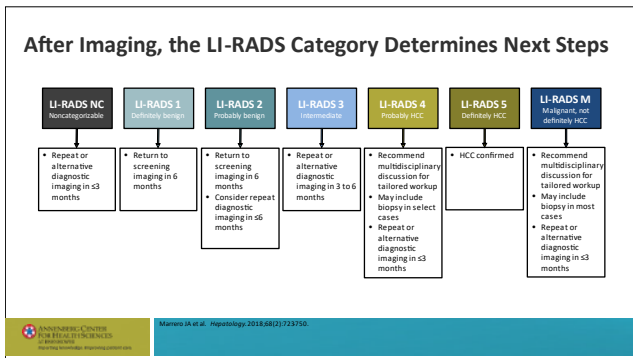 After Imaging, the LI-RADS Category Determines Next Steps
LI-RADS NC
Noncategorizable
LI-RADS 1
Definitely benign
LI-RADS 2
Probably benign
LI-RADS 3
Intermediate
LI-RADS 4
Probably HCC
LI-RADS 5
Definitely HCC
LI-RADS M
Malignant, not
definitely HCC
• Repeat or
alternative
diagnostic
imaging in ≤3
months
• Return to
screening
imaging in 6
months
• Return to
screening
imaging in 6
months
• Consider repeat
diagnostic
imaging in ≤6
months
• Repeat or
alternative
diagnostic
imaging in 3 to 6
months
• Recommend
multidisciplinary
discussion for
tailored workup
• May include
biopsy in select
cases
• Repeat or
alternative
diagnostic
imaging in ≤3
months
• HCC confirmed
• Recommend
multidisciplinary
discussion for
tailored workup
• May include
biopsy in most
cases
• Repeat or
alternative
diagnostic
imaging in ≤3
months
ANNENBERG CENTER
FOR HEALTH SCIENCES
AT EISENHOWER
Imparting knowledge. Improving patient care.
Marrero JA et al. Hepatology. 2018;68(2):723750.